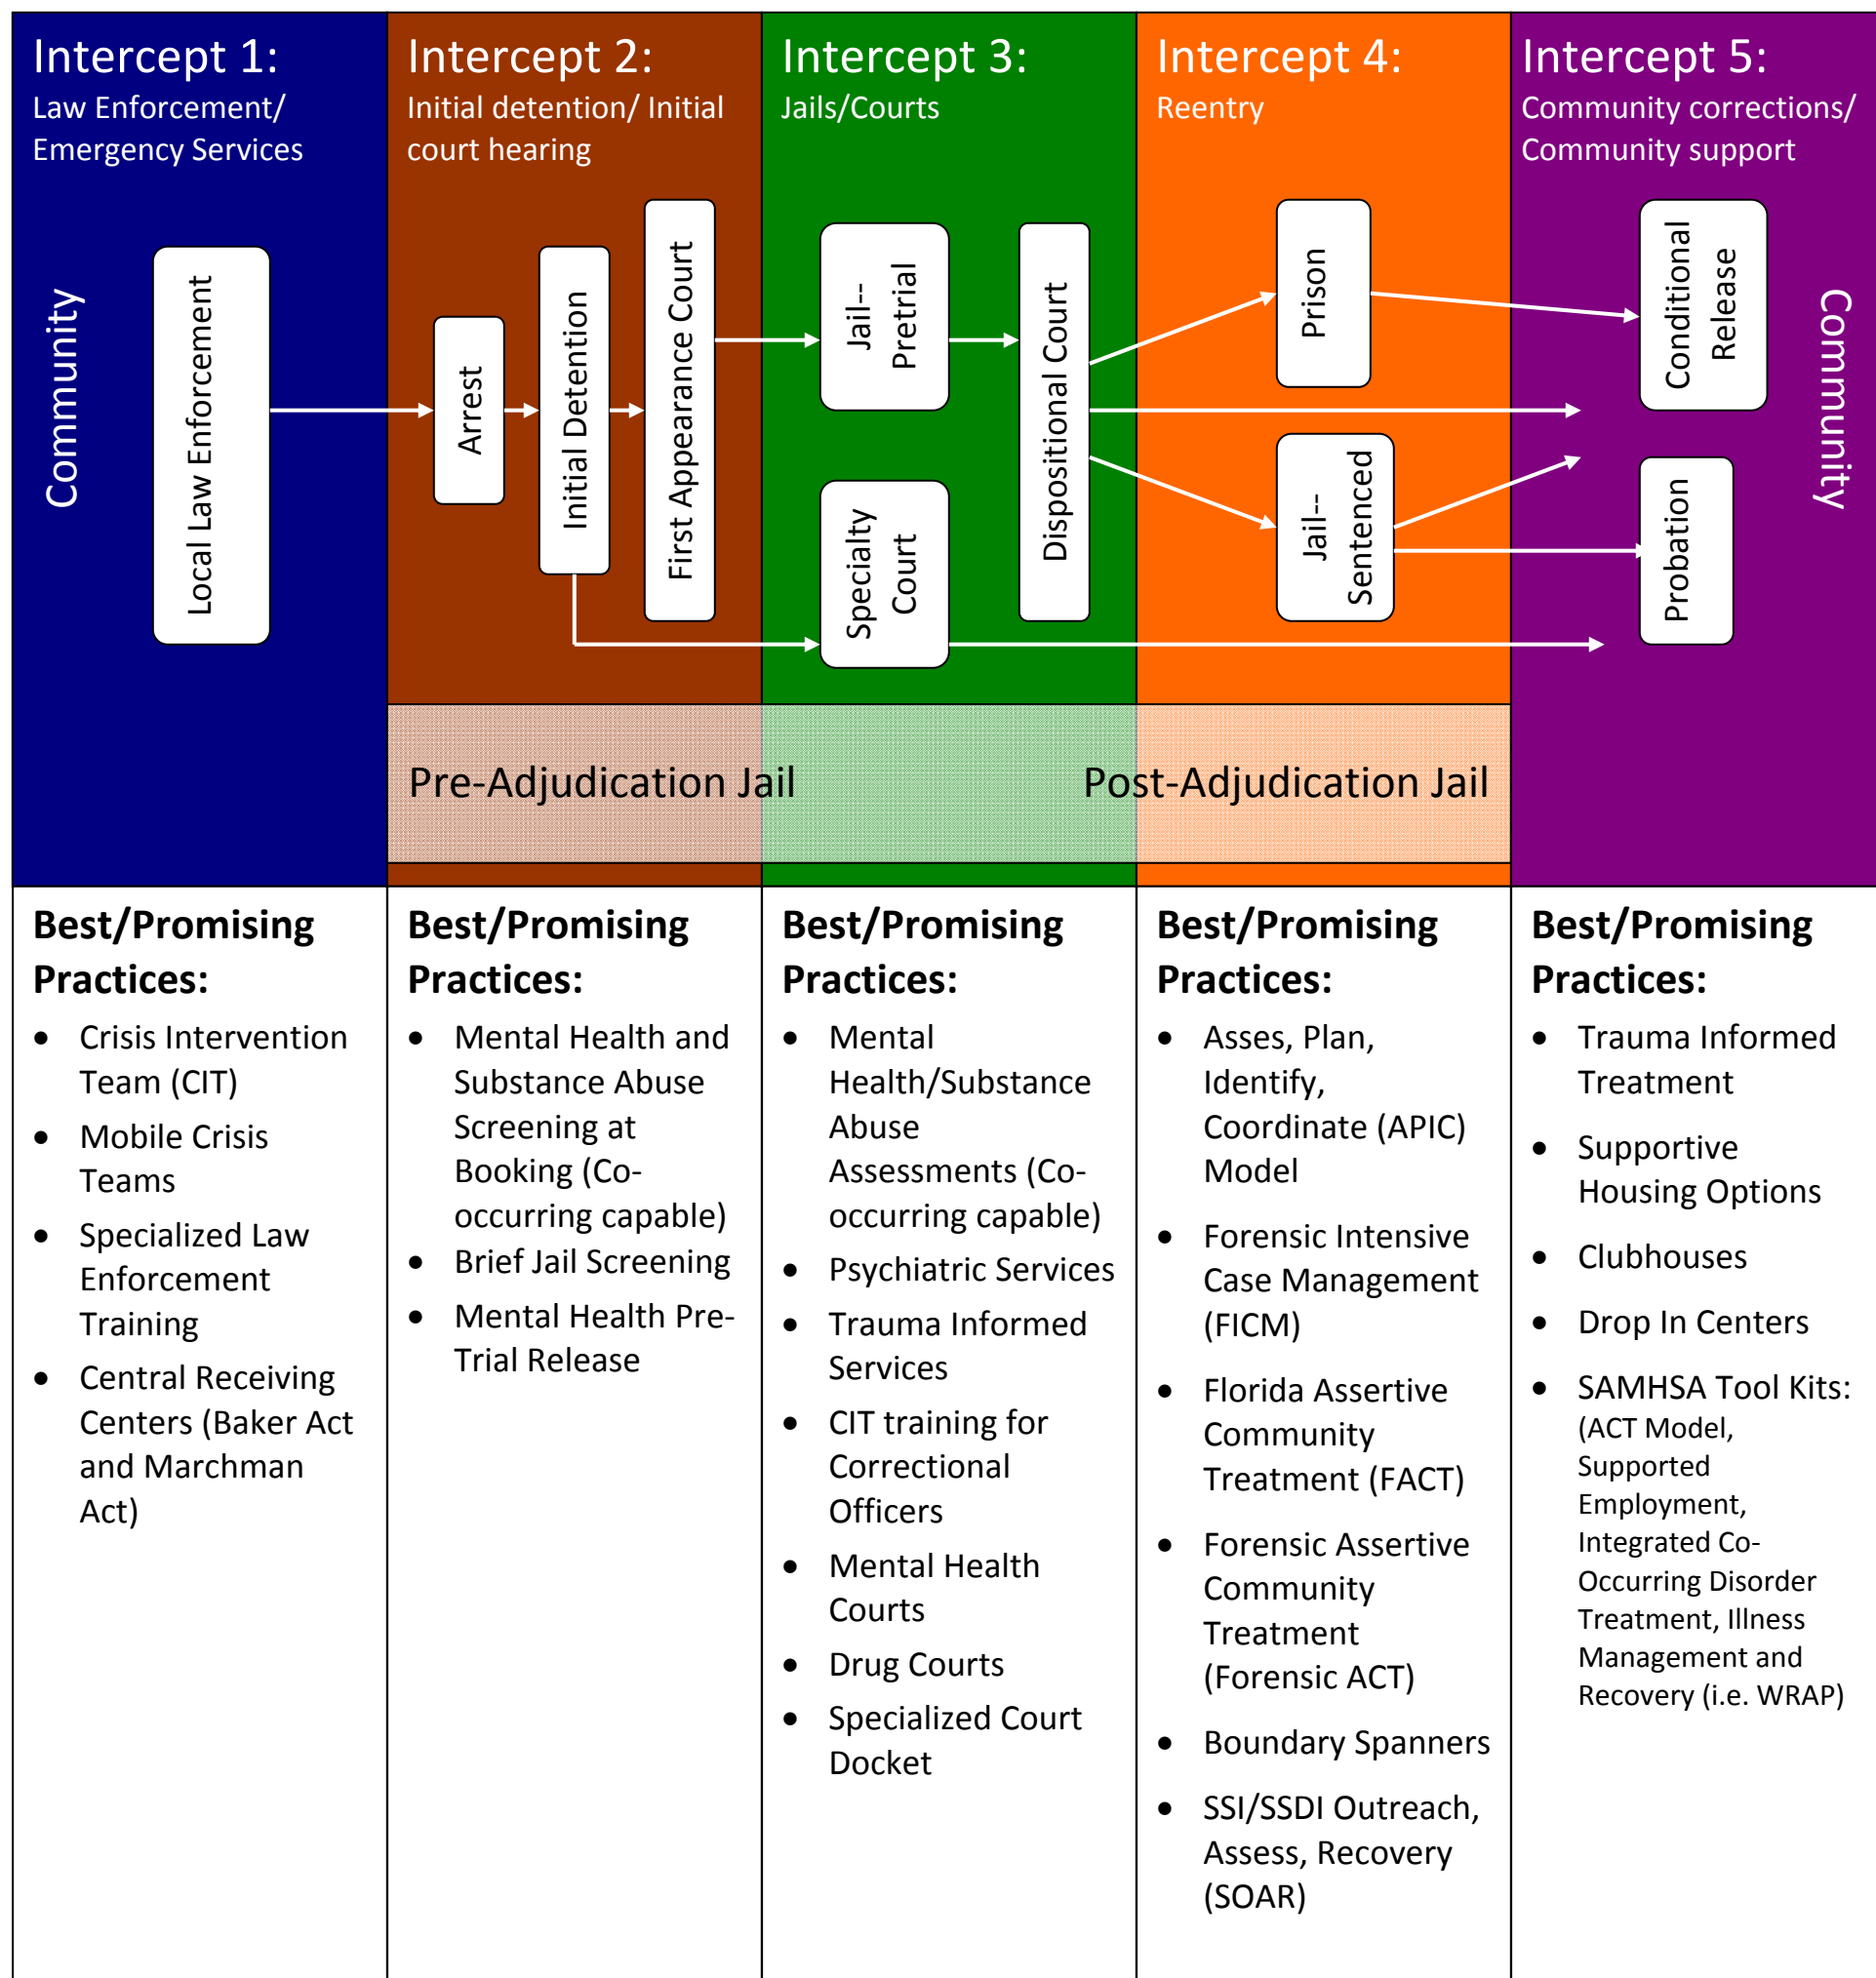 Intercept 1:
Law Enforcement/
Emergency Services
Intercept 2:
Initial detention/ Initial
court hearing
Intercept 3:
Jails/Courts
Intercept 4:
Reentry
Intercept 5:
Community corrections/
Community support
Community
Local Law Enforcement
Arrest
Initial Detention
First Appearance Court
Jail--
Pretrial
Specialty
Court
Dispositional Court
Prison
Jail--
Sentenced
Conditional
Release
Probation
Community
Pre-Adjudication Jail
Post-Adjudication Jail
Best/Promising
Practices:
• Crisis Intervention
Team (CIT)
• Mobile Crisis
Teams
• Specialized Law
Enforcement
Training
• Central Receiving
Centers (Baker Act
and Marchman
Act)
Best/Promising
Practices:
• Mental Health and
Substance Abuse
Screening at
Booking (Co-
occurring capable)
• Brief Jail Screening
• Mental Health Pre-
Trial Release
Best/Promising
Practices:
• Mental
Health/Substance
Abuse
Assessments (Co-
occurring capable)
• Psychiatric Services
• Trauma Informed
Services
• CIT training for
Correctional
Officers
• Mental Health
Courts
• Drug Courts
• Specialized Court
Docket
Best/Promising
Practices:
• Asses, Plan,
Identify,
Coordinate (APIC)
Model
• Forensic Intensive
Case Management
(FICM)
• Florida Assertive
Community
Treatment (FACT)
• Forensic Assertive
Community
Treatment
(Forensic ACT)
• Boundary Spanners
• SSI/SSDI Outreach,
Assess, Recovery
(SOAR)
Best/Promising
Practices:
• Trauma Informed
Treatment
• Supportive
Housing Options
• Clubhouses
• Drop In Centers
• SAMHSA Tool Kits:
(ACT Model,
Supported
Employment,
Integrated Co-
Occurring Disorder
Treatment, Illness
Management and
Recovery (i.e. WRAP)